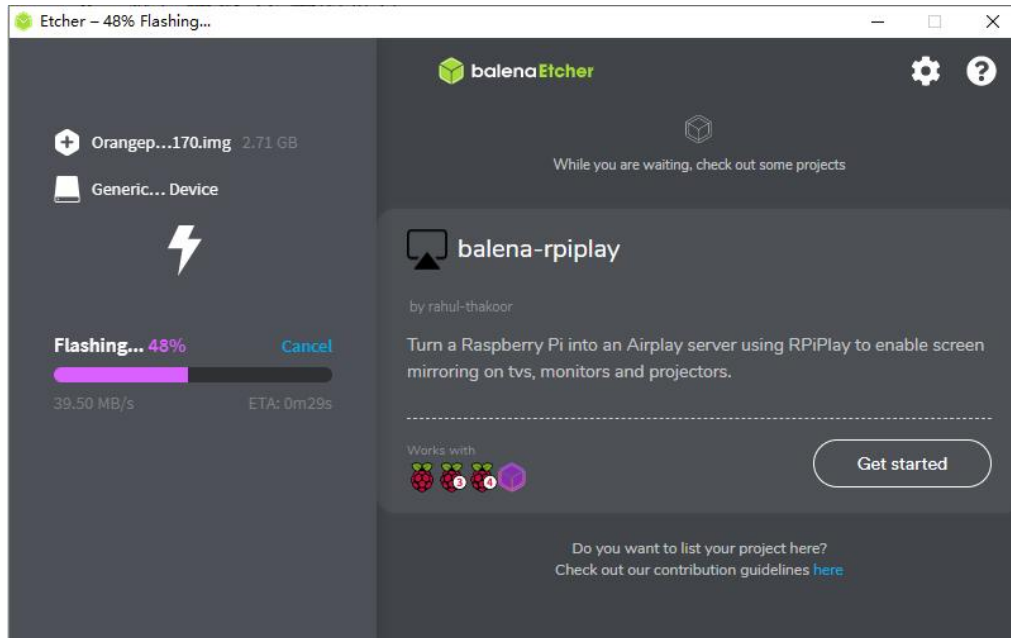 Etcher – 48% Flashing...
balenaEtcher
Orangep...170.img 2.71 GB
Generic... Device
Flashing... 48%
Cancel
39.50 MB/s
ETA: 0m29s
While you are waiting, check out some projects
balena-rpiplay
by rahul-thakoor
Turn a Raspberry Pi into an Airplay server using RPiPlay to enable screen
mirroring on tvs, monitors and projectors.
Works with
3
4
Get started
Do you want to list your project here?
Check out our contribution guidelines here